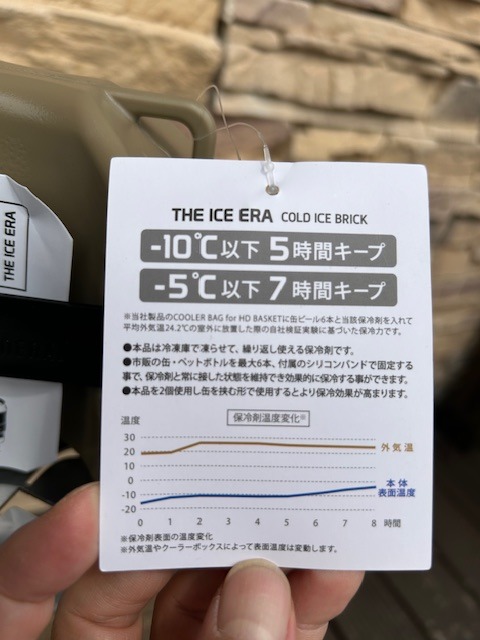 THE ICE ERA
THE ICE ERA COLD ICE BRICK
-10℃以下 5時間キープ
-5℃以下 7時間キープ
※当社製品のCOOLER BAG for HD BASKETに缶ビール6本と当該保冷剤を入れて
平均外気温24.2℃の室外に放置した際の自社検証実験に基づいた保冷力です。
●本品は冷凍庫で凍らせて、繰り返し使える保冷剤です。
●市販の缶・ペットボトルを最大6本、付属のシリコンバンドで固定する
事で、保冷剤と常に接した状態を維持でき効果的に保冷する事ができます。
●本品を2個使用し缶を挟む形で使用するとより保冷効果が高まります。
保冷剤温度変化※
温度
30
20
10
0
-10
-20
外気温
本体
表面温度
0 1 2 3 4 5 6 7 8 時間
※保冷剤表面の温度変化
※外気温やクーラーボックスによって表面温度は変動します。